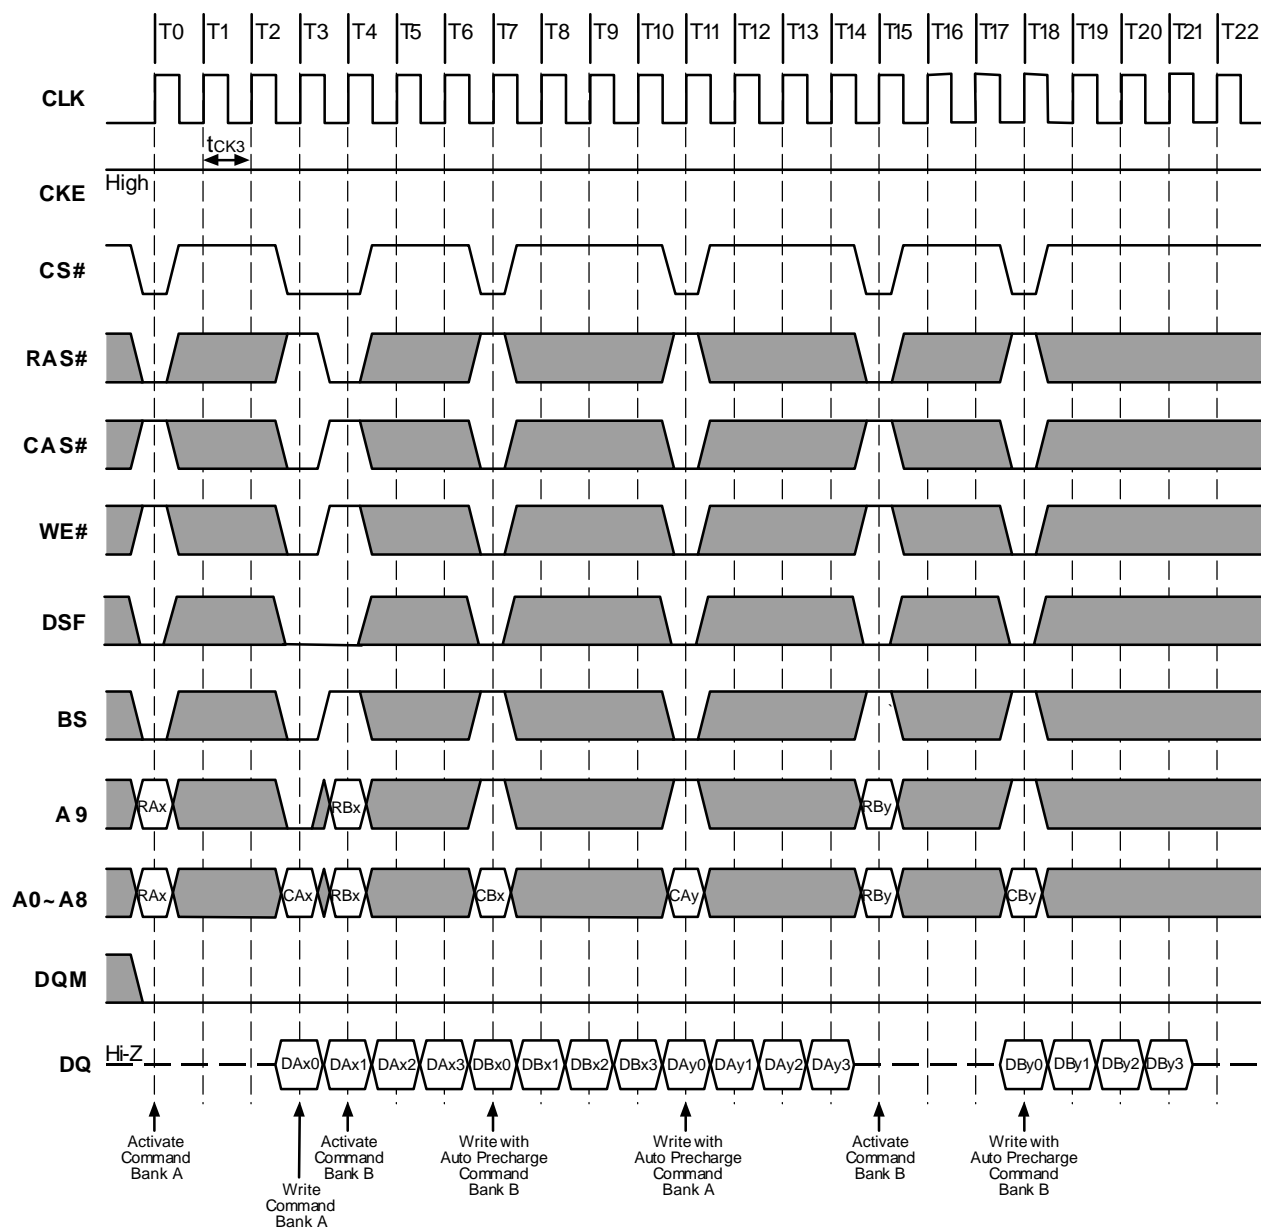 T0 T1 T2 T3 T4 T5 T6 T7 T8 T9 T10 T11 T12 T13 T14 T15 T16 T17 T18 T19 T20 T21 T22
CLK
tCK3
High
CKE
CS#
RAS#
CAS#
WE#
DSF
BS
A9 RAx RBx RBy
A0~A8 RAx CAx RBx CBx CAy RBy CBy
DQM
Hi-Z
DQ DAx0 DAx1 DAx2 DAx3 DBx0 DBx1 DBx2 DBx3 DAy0 DAy1 DAy2 DAy3 DBy0 DBy1 DBy2 DBy3
Activate
Command
Bank A
Write
Command
Bank A
Activate
Command
Bank B
Write with
Auto Precharge
Command
Bank B
Write with
Auto Precharge
Command
Bank A
Activate
Command
Bank B
Write with
Auto Precharge
Command
Bank B